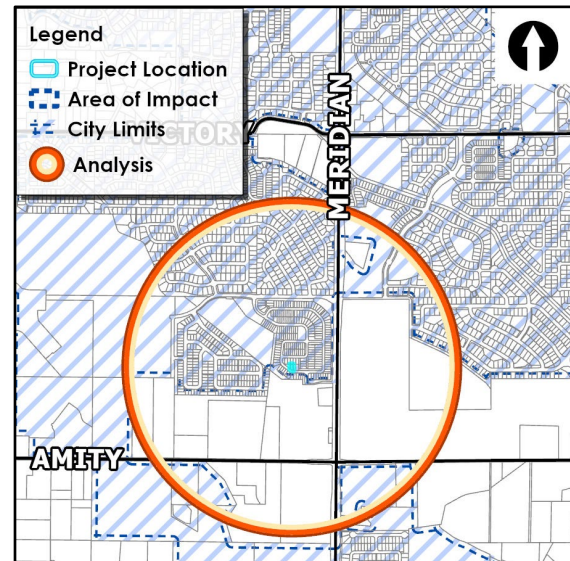 Legend
Project Location
Area of Impact
City Limits
Analysis
VICTORY
MERIDIAN
AMITY